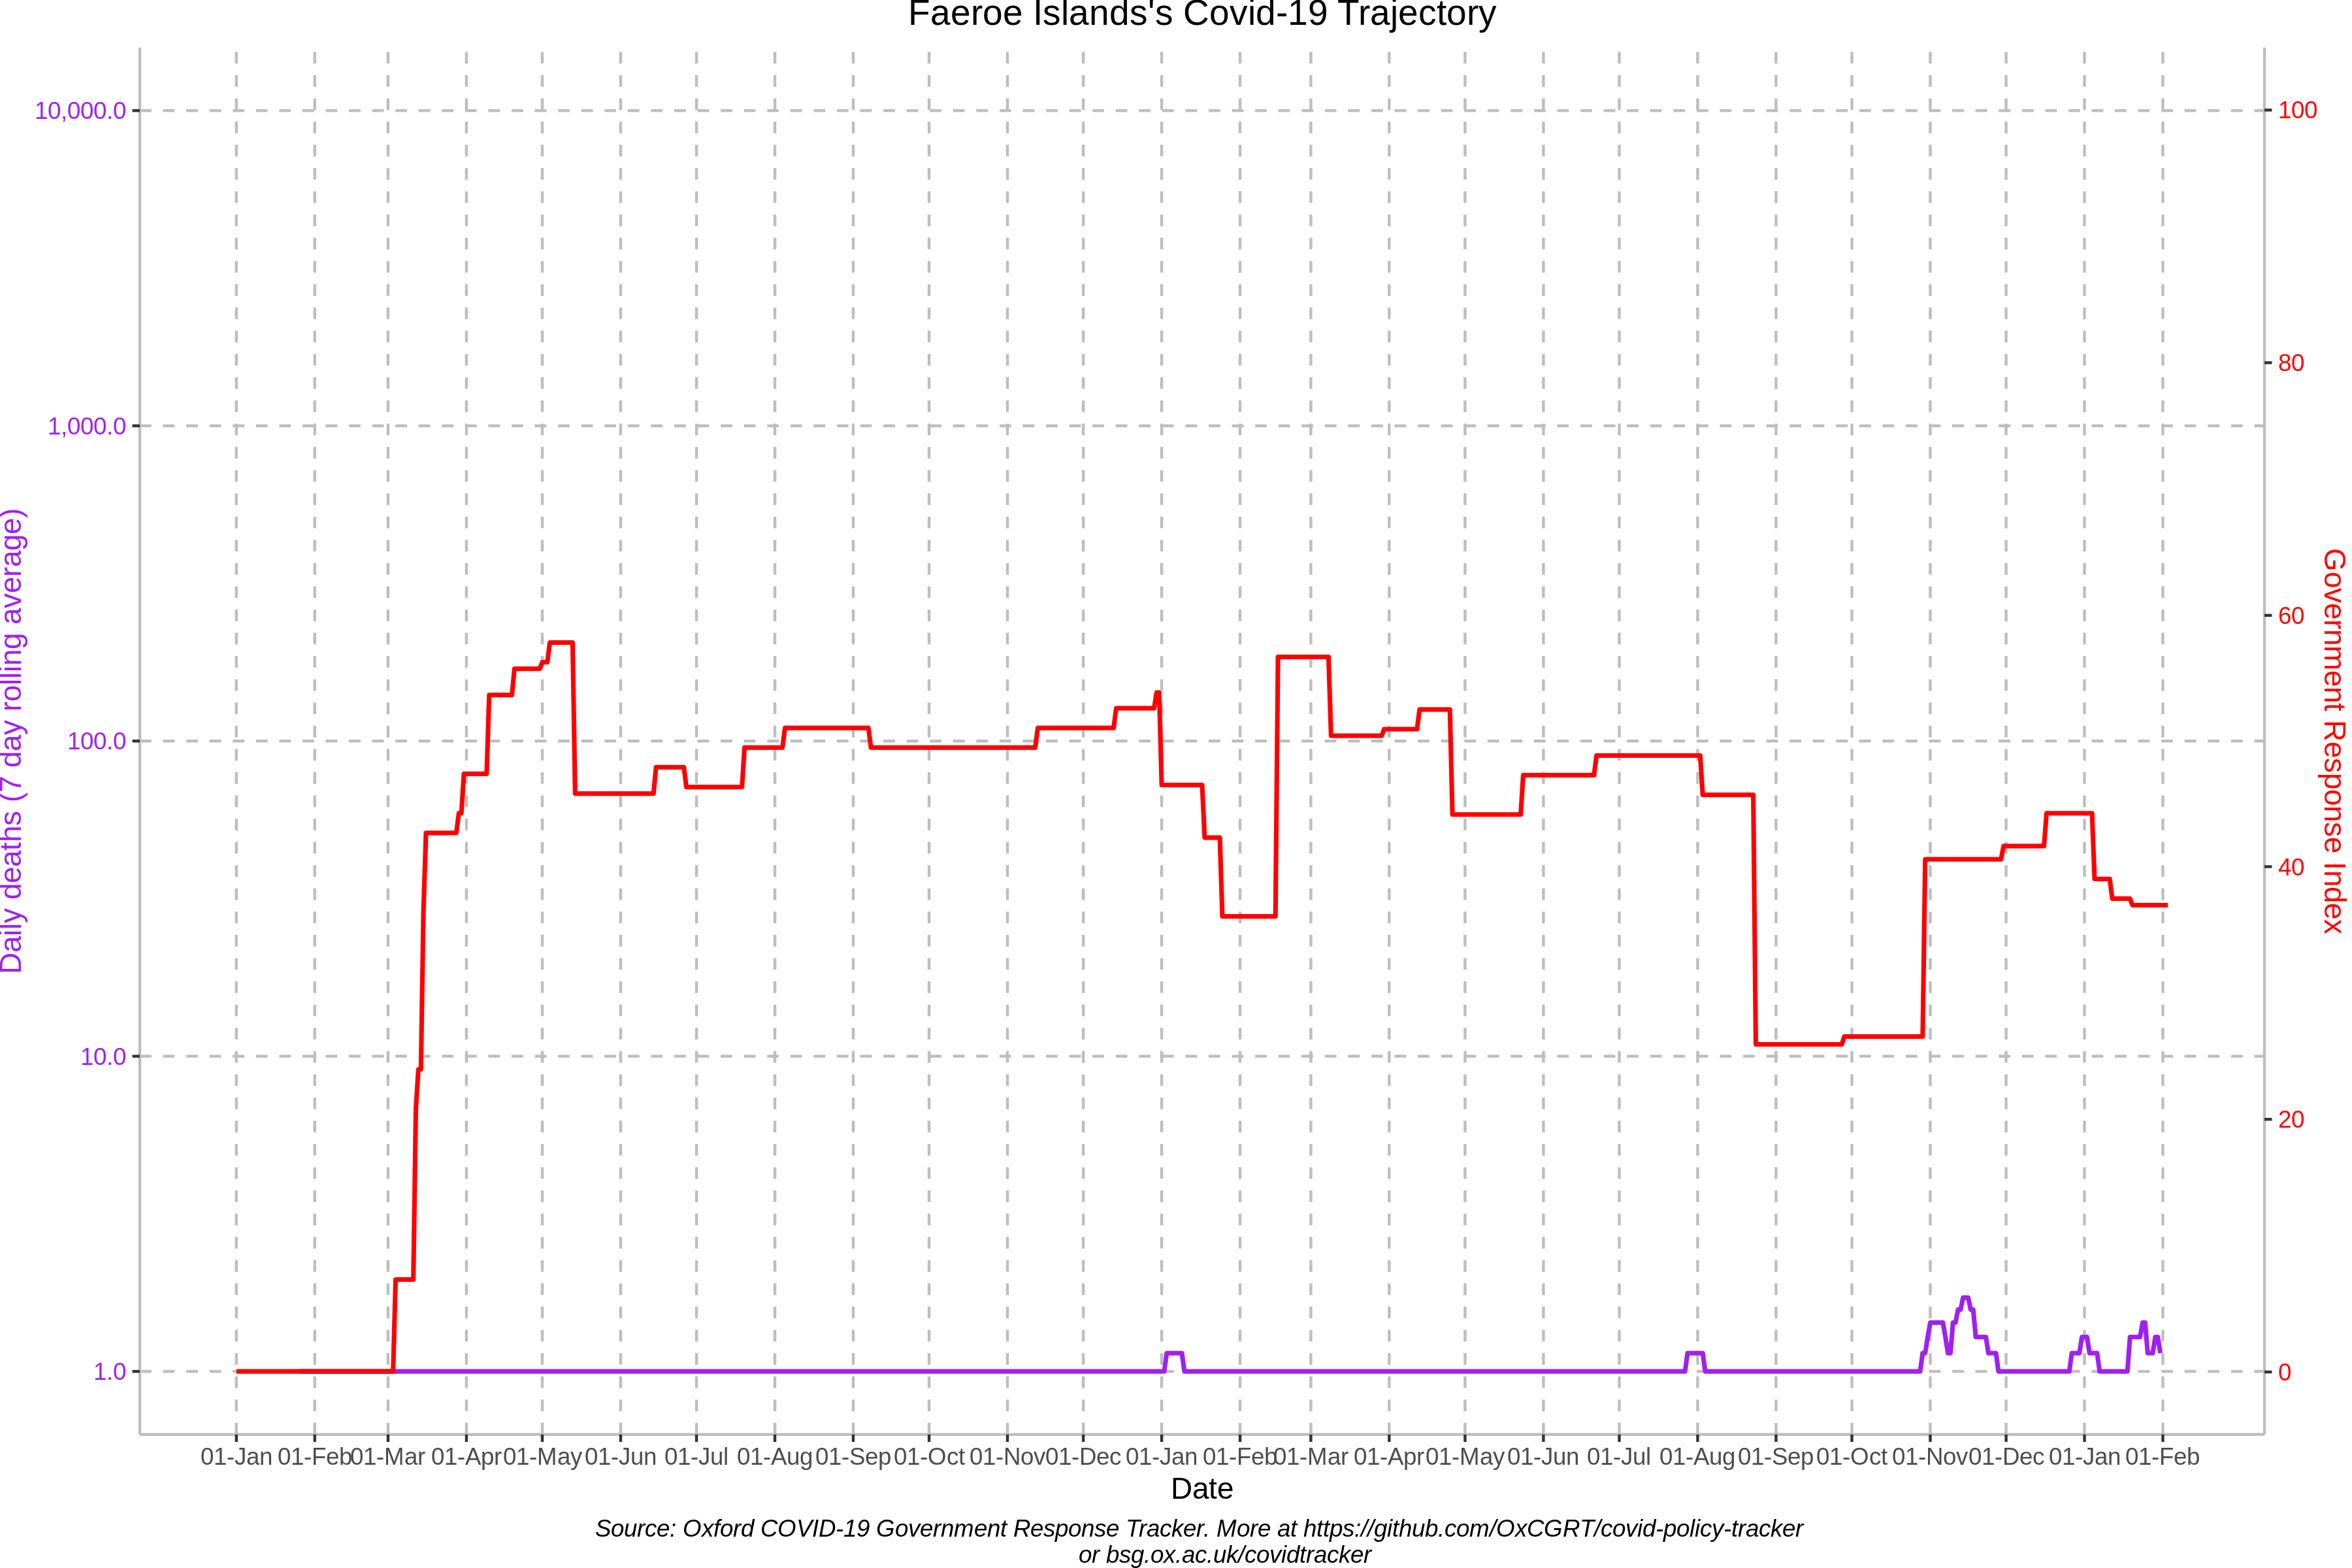 Faeroe Islands's Covid-19 Trajectory
10,000.0
1,000.0
100.0
10.0
1.0
Daily deaths (7 day rolling average)
100
80
60
40
20
0
Government Response Index
01-Jan 01-Feb 01-Mar 01-Apr 01-May 01-Jun 01-Jul 01-Aug 01-Sep 01-Oct 01-Nov 01-Dec 01-Jan 01-Feb 01-Mar 01-Apr 01-May 01-Jun 01-Jul 01-Aug 01-Sep 01-Oct 01-Nov 01-Dec 01-Jan 01-Feb
Date
Source: Oxford COVID-19 Government Response Tracker. More at https://github.com/OxCGRT/covid-policy-tracker
or bsg.ox.ac.uk/covidtracker